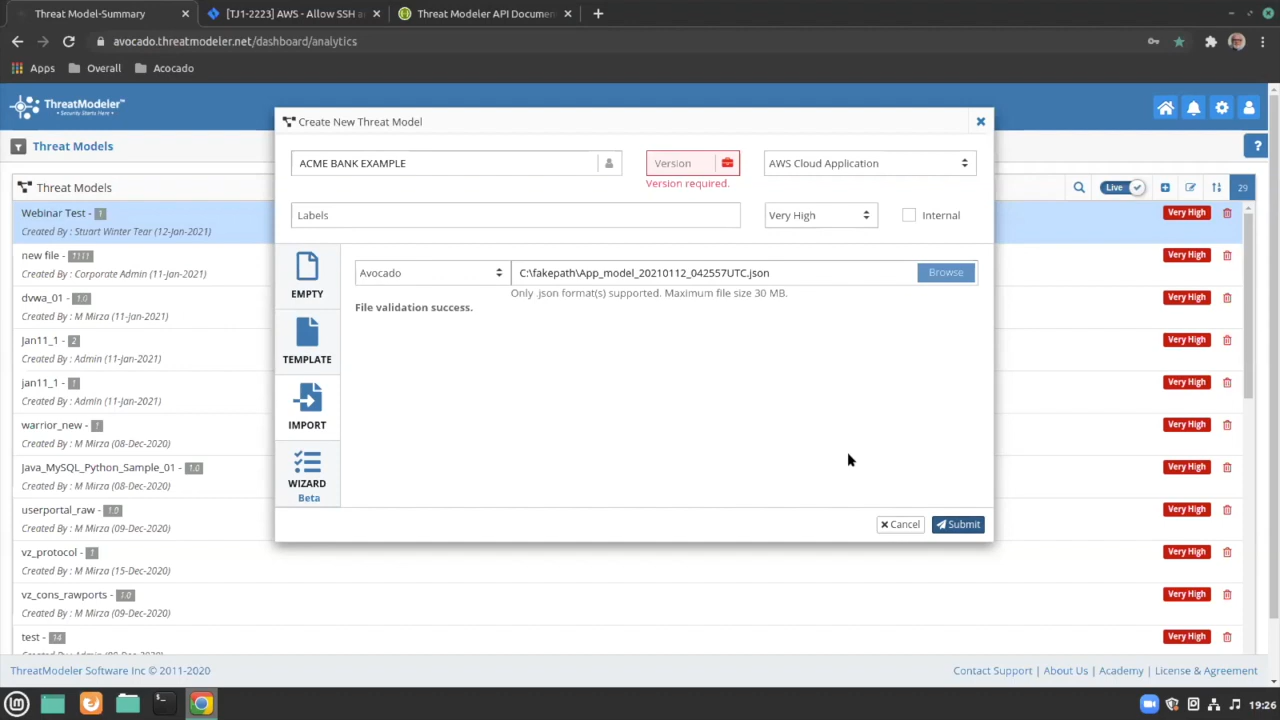 Threat Model-Summary
[TJ1-2223] AWS - Allow SSH a
Threat Modeler API Documen
avocado.threatmodeler.net/dashboard/analytics
Apps
Overall
Acocado
ThreatModeler™
• Security Starts Here •
Threat Models
?
Threat Models
Live
29
Webinar Test - 1
Created By : Stuart Winter Tear (12-Jan-2021)
Very High
new file - 1111
Created By : Corporate Admin (11-Jan-2021)
Very High
dvwa_01 - 1.0
Created By : M Mirza (11-Jan-2021)
Very High
Jan11_1 - 2
Created By : Admin (11-Jan-2021)
Very High
jan11_1 - 1
Created By : Admin (11-Jan-2021)
Very High
warrior_new - 1
Created By : M Mirza (08-Dec-2020)
Very High
Java_MySQL_Python_Sample_01 - 1.0
Created By : M Mirza (08-Dec-2020)
Very High
userportal_raw - 1.0
Created By : M Mirza (09-Dec-2020)
Very High
vz_protocol - 1
Created By : M Mirza (15-Dec-2020)
Very High
vz_cons_rawports - 1.0
Created By : M Mirza (09-Dec-2020)
Very High
test - 14
Very High
Create New Threat Model
ACME BANK EXAMPLE
Version
Version required.
AWS Cloud Application
Labels
Very High
Internal
EMPTY
TEMPLATE
IMPORT
WIZARD
Beta
Avocado
C:\fakepath\App_model_20210112_042557UTC.json
Browse
Only .json format(s) supported. Maximum file size 30 MB.
File validation success.
Cancel
Submit
ThreatModeler Software Inc © 2011-2020
Contact Support | About Us | Academy | License & Agreement
19:26